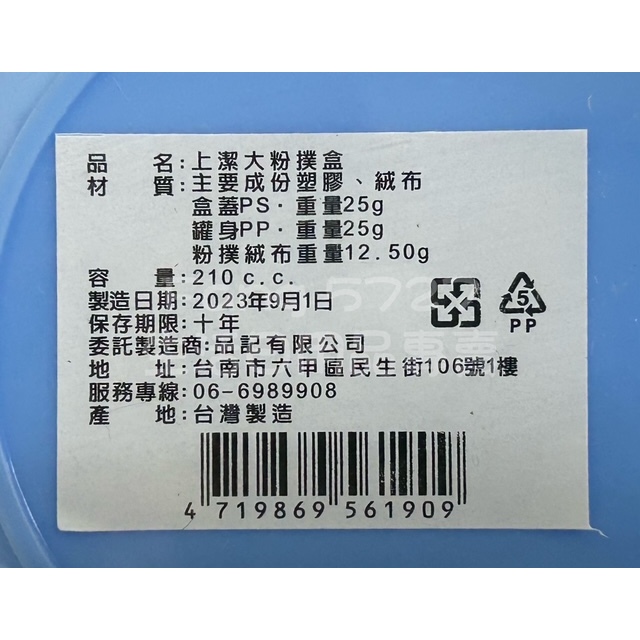 品　　名:上潔大粉撲盒
材　　質:主要成份塑膠、絨布
盒蓋PS·重量25g
罐身PP·重量25g
粉撲絨布重量12.50g
容　　量:210 c.c.
製造日期:2023年9月1日
保存期限:十年
委託製造商:品記有限公司
地　　址:台南市六甲區民生街106號1樓
服務專線:06-6989908
產　　地:台灣製造
5
PP
4 719869 561909